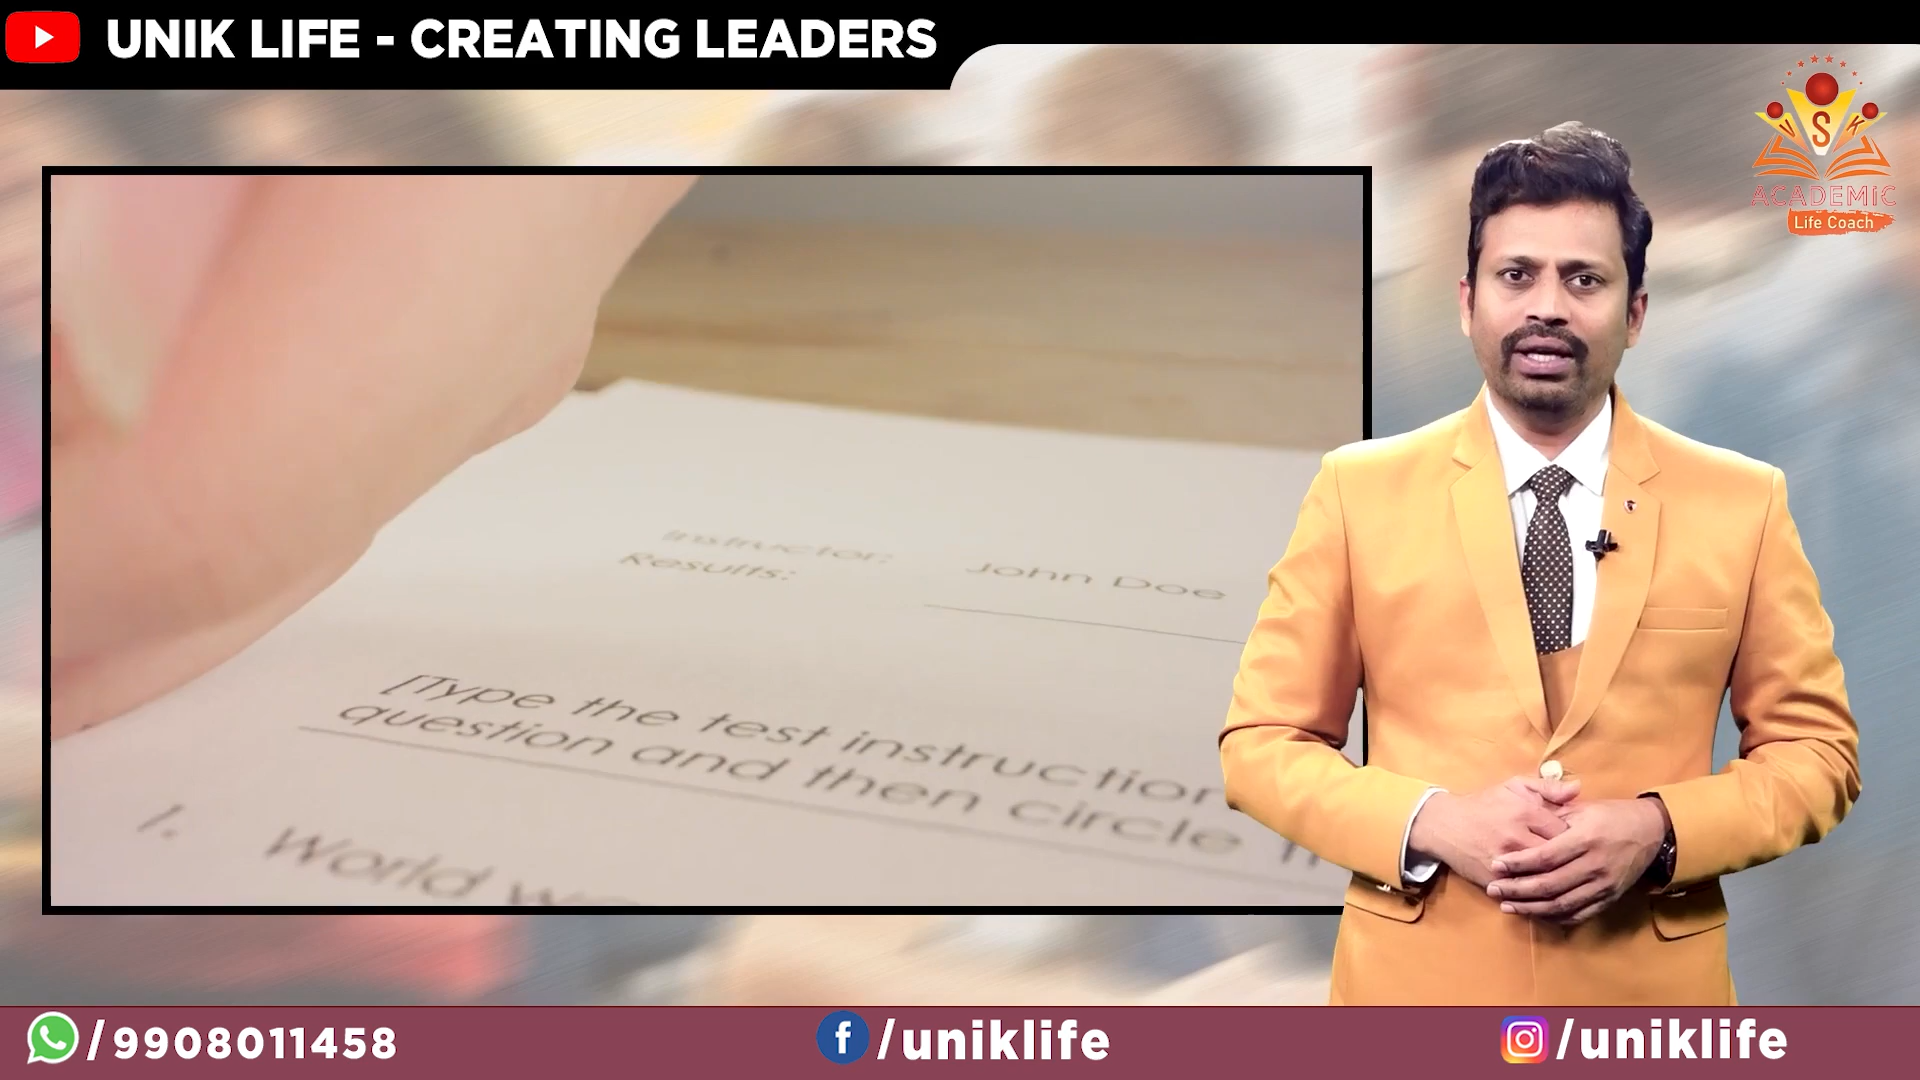 UNIK LIFE - CREATING LEADERS
V S K
ACADEMIC
Life Coach
Instructor:
John Doe
Results:
[Type the test instruction
question and then circle
1. World
/9908011458
/uniklife
/uniklife